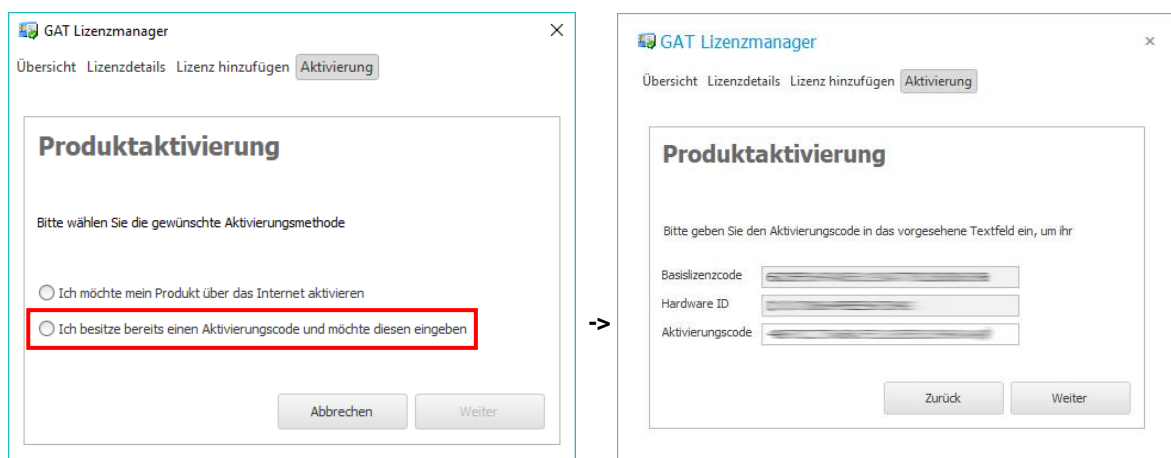 GAT Lizenzmanager
Übersicht Lizenzdetails Lizenz hinzufügen Aktivierung
Produktaktivierung
Bitte wählen Sie die gewünschte Aktivierungsmethode
Ich möchte mein Produkt über das Internet aktivieren
Ich besitze bereits einen Aktivierungscode und möchte diesen eingeben
Abbrechen Weiter
->
GAT Lizenzmanager
Übersicht Lizenzdetails Lizenz hinzufügen Aktivierung
Produktaktivierung
Bitte geben Sie den Aktivierungscode in das vorgesehene Textfeld ein, um ihr
Basislizenzcode
Hardware ID
Aktivierungscode
Zurück Weiter